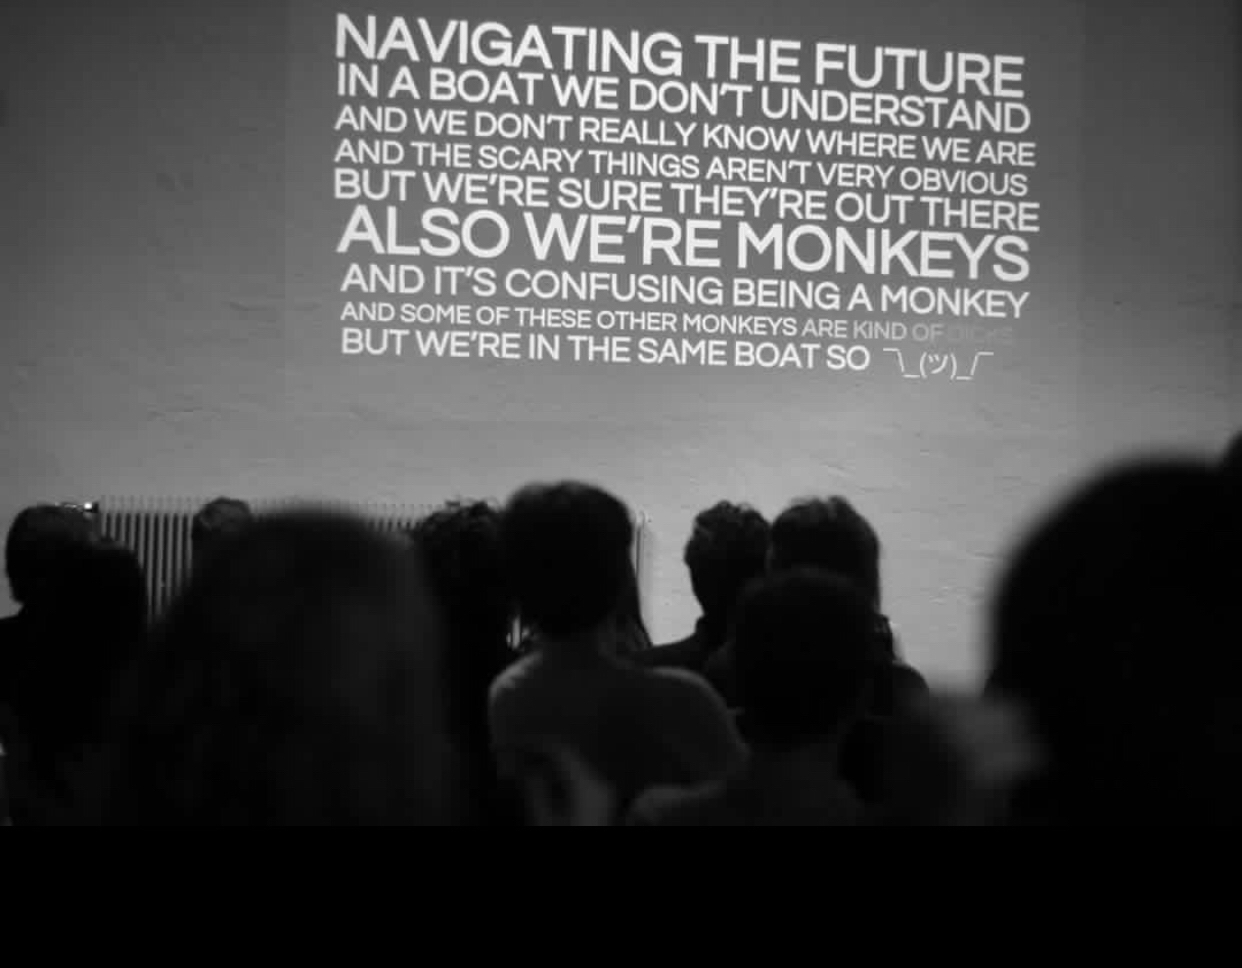 NAVIGATING THE FUTURE
IN A BOAT WE DON'T UNDERSTAND
AND WE DON'T REALLY KNOW WHERE WE ARE
AND THE SCARY THINGS AREN'T VERY OBVIOUS
BUT WE'RE SURE THEY'RE OUT THERE
ALSO WE'RE MONKEYS
AND IT'S CONFUSING BEING A MONKEY
AND SOME OF THESE OTHER MONKEYS ARE KIND OF DICKS
BUT WE'RE IN THE SAME BOAT SO ¯\_(ツ)_/¯